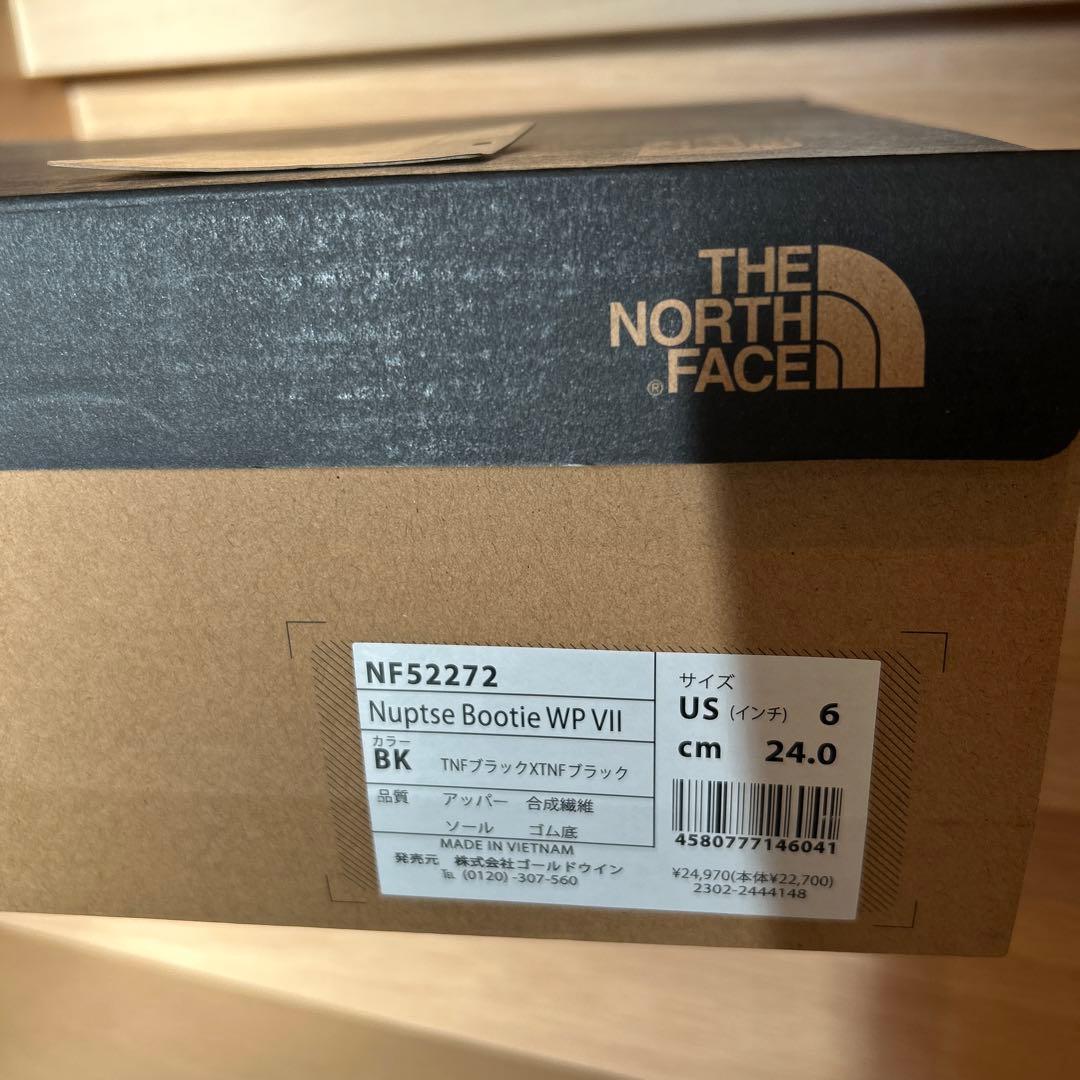 THE
NORTH
FACE
®
NF52272
Nuptse Bootie WP VII
カラー
BK TNFブラックXTNFブラック
品質 アッパー 合成繊維
ソール ゴム底
MADE IN VIETNAM
発売元 株式会社ゴールドウイン
℡ (0120) -307-560
サイズ
US (インチ) 6
cm 24.0
4580777146041
¥24,970(本体¥22,700)
2302-2444148